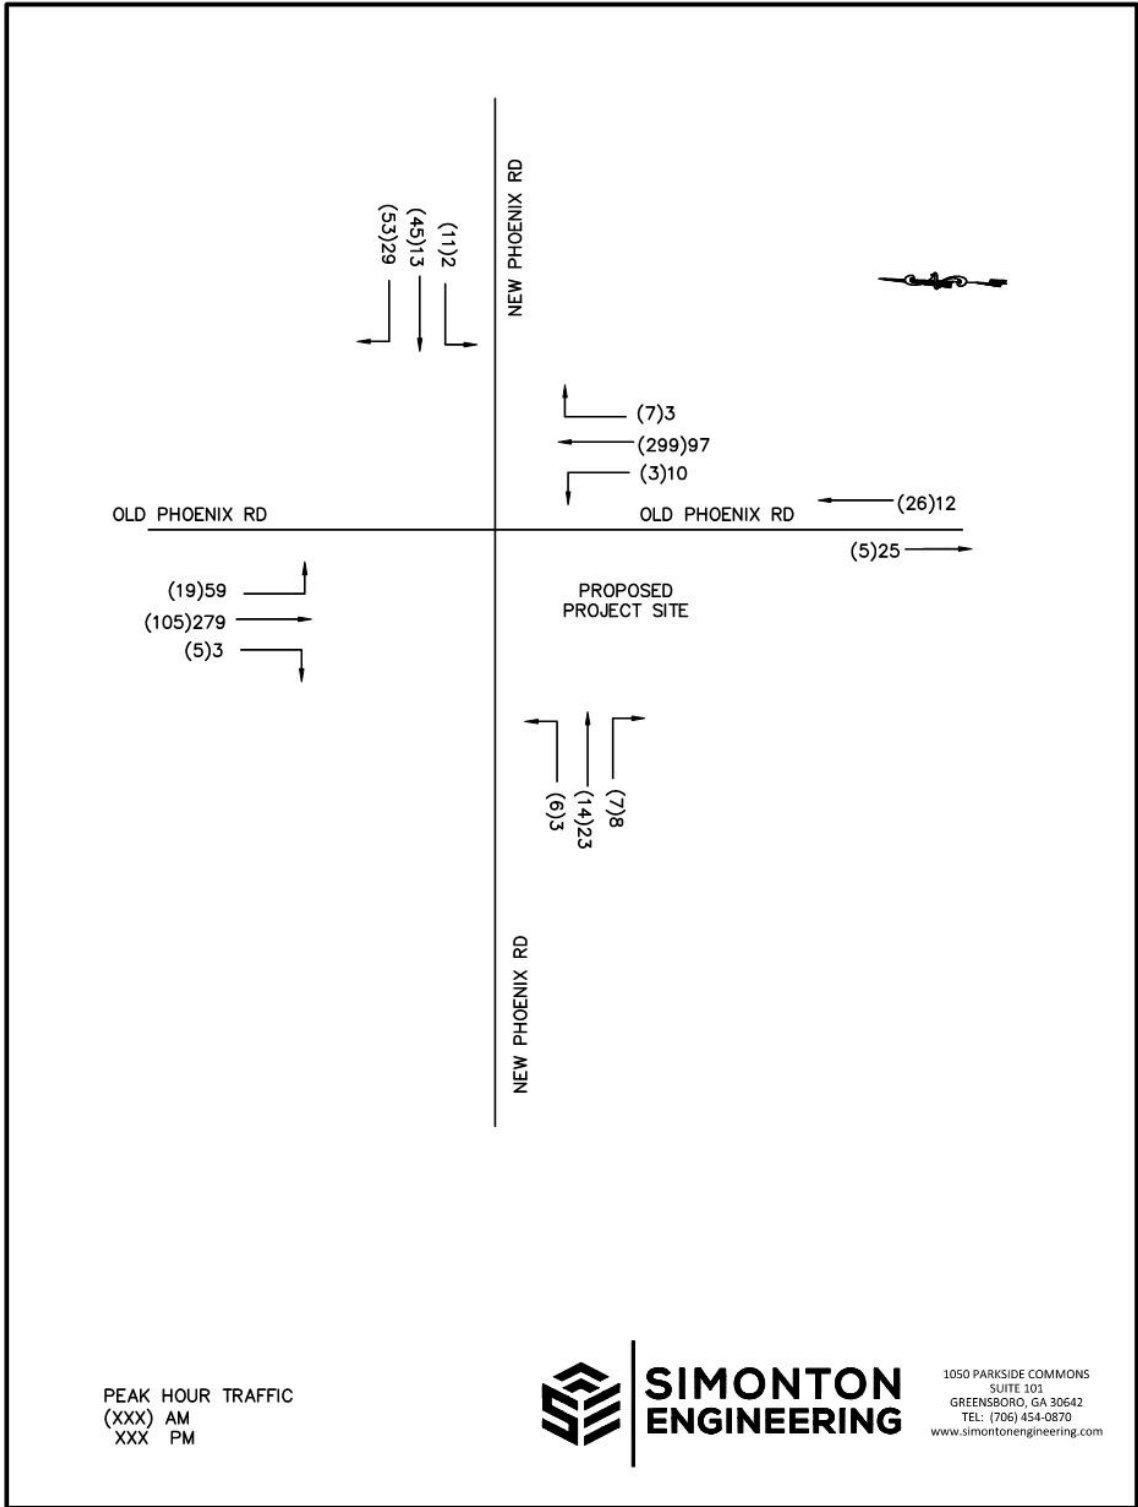 NEW PHOENIX RD
(53)29
(45)13
(11)2
(7)3
(299)97
(3)10
(26)12
OLD PHOENIX RD
OLD PHOENIX RD
(5)25
(19)59
(105)279
(5)3
PROPOSED
PROJECT SITE
(6)3
(14)23
(7)8
NEW PHOENIX RD
PEAK HOUR TRAFFIC
(XXX) AM
XXX PM
SIMONTON
ENGINEERING
1050 PARKSIDE COMMONS
SUITE 101
GREENSBORO, GA 30642
TEL: (706) 454-0870
www.simontonengineering.com